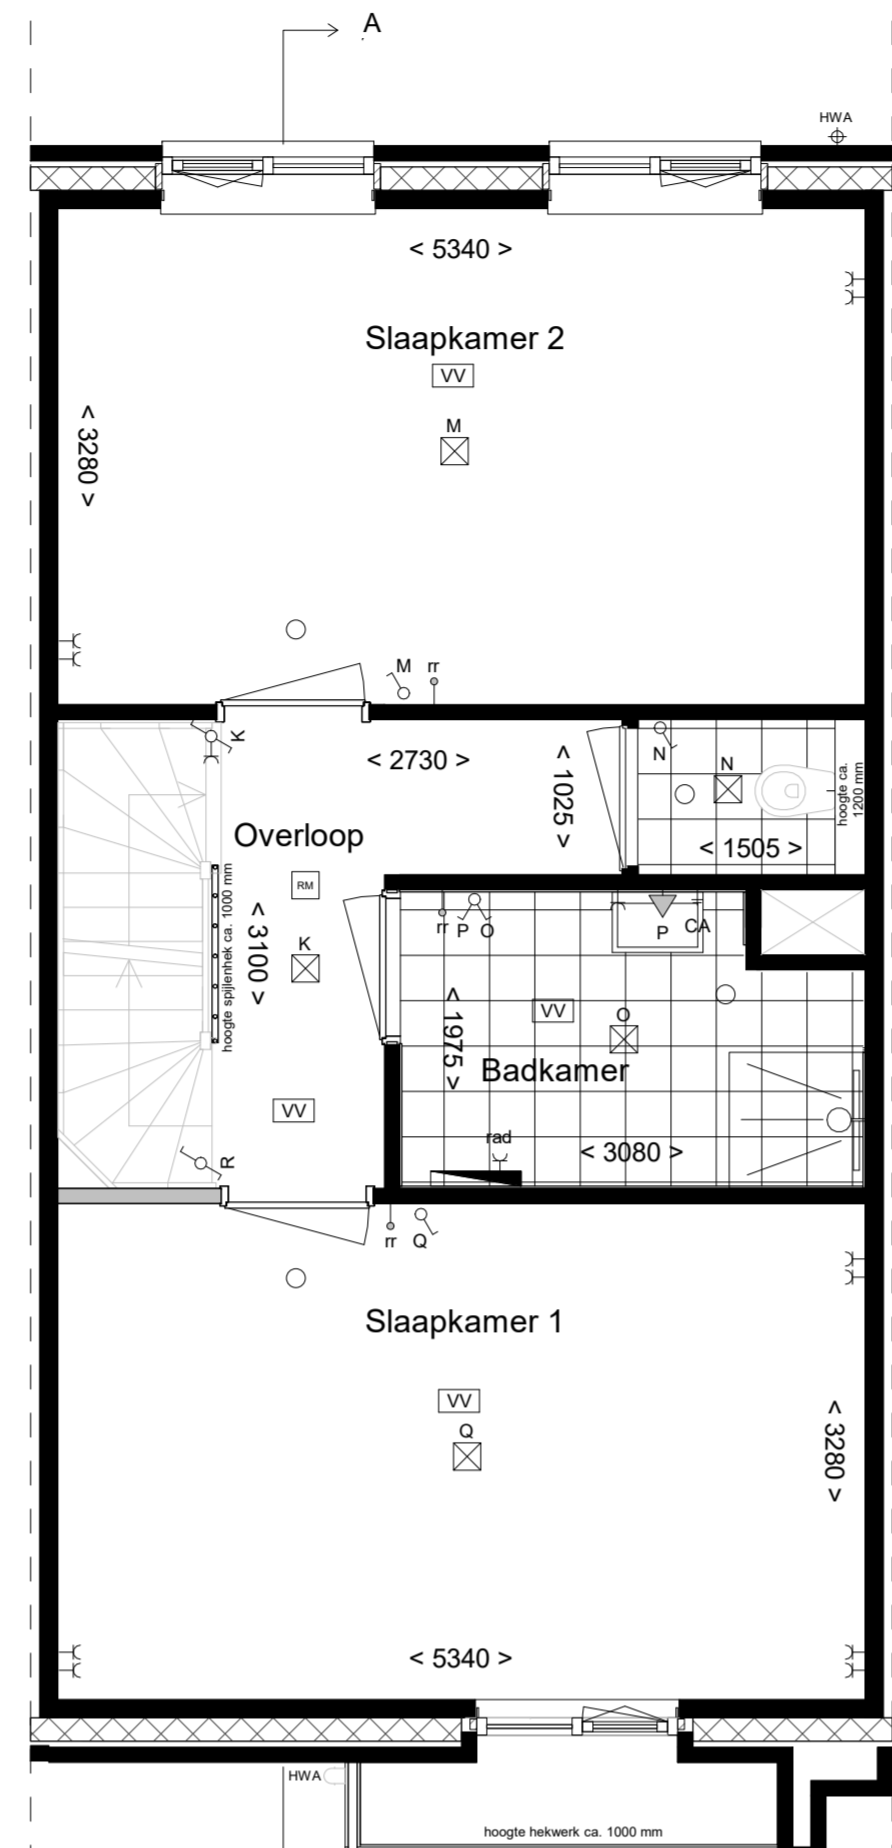 A
HWA
< 5340 >
Slaapkamer 2
VV
M
< 3280 >
M
rr
K
< 2730 >
< 1025 >
N
N
hoogte ca.
1200 mm
< 1505 >
Overloop
RM
hoogte spijlenhek ca. 1000 mm
< 3100 >
K
VV
R
rr
P
O
P
CA
< 1975 >
VV
O
Badkamer
rad
< 3080 >
rr
Q
Slaapkamer 1
VV
Q
< 3280 >
< 5340 >
HWA
hoogte hekwerk ca. 1000 mm